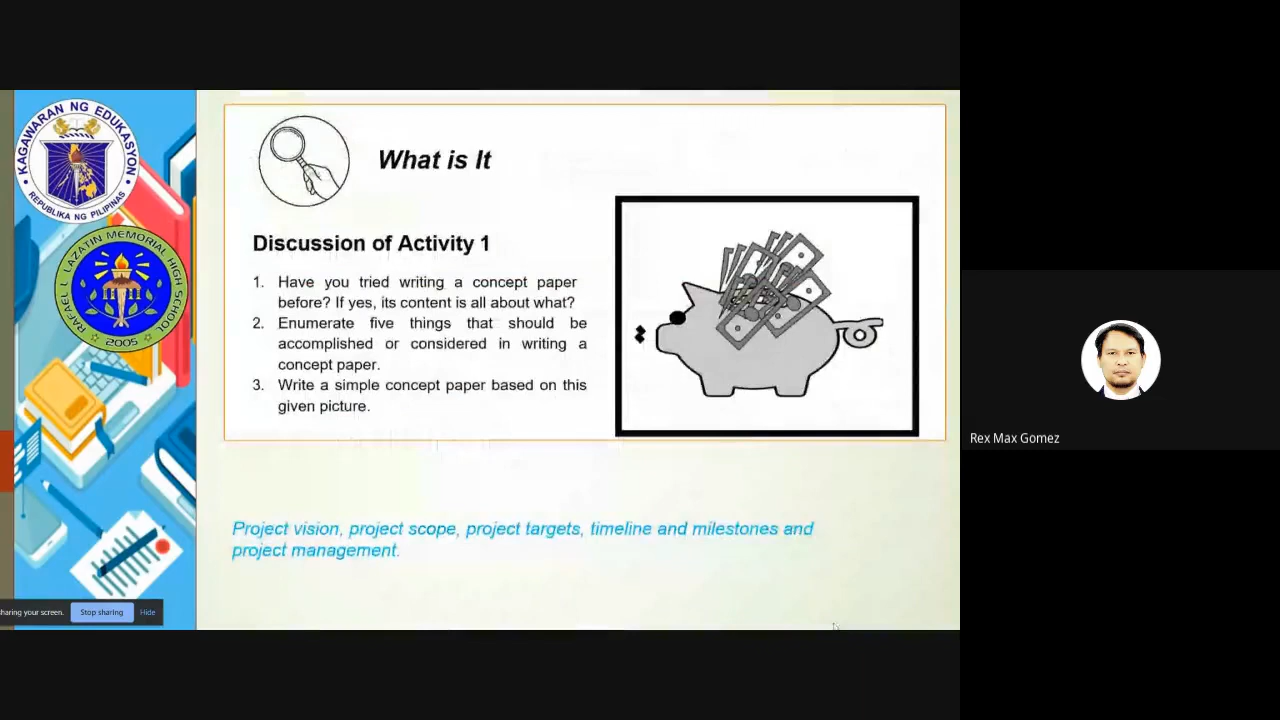 KAGAWARAN NG EDUKASYON
REPUBLIKA NG PILIPINAS
RAFAEL L. LAZATIN MEMORIAL HIGH SCHOOL
2005
What is It
Discussion of Activity 1
1. Have you tried writing a concept paper
before? If yes, its content is all about what?
2. Enumerate five things that should be
accomplished or considered in writing a
concept paper.
3. Write a simple concept paper based on this
given picture.
Project vision, project scope, project targets, timeline and milestones and
project management.
haring your screen.
Stop sharing
Hide
Rex Max Gomez